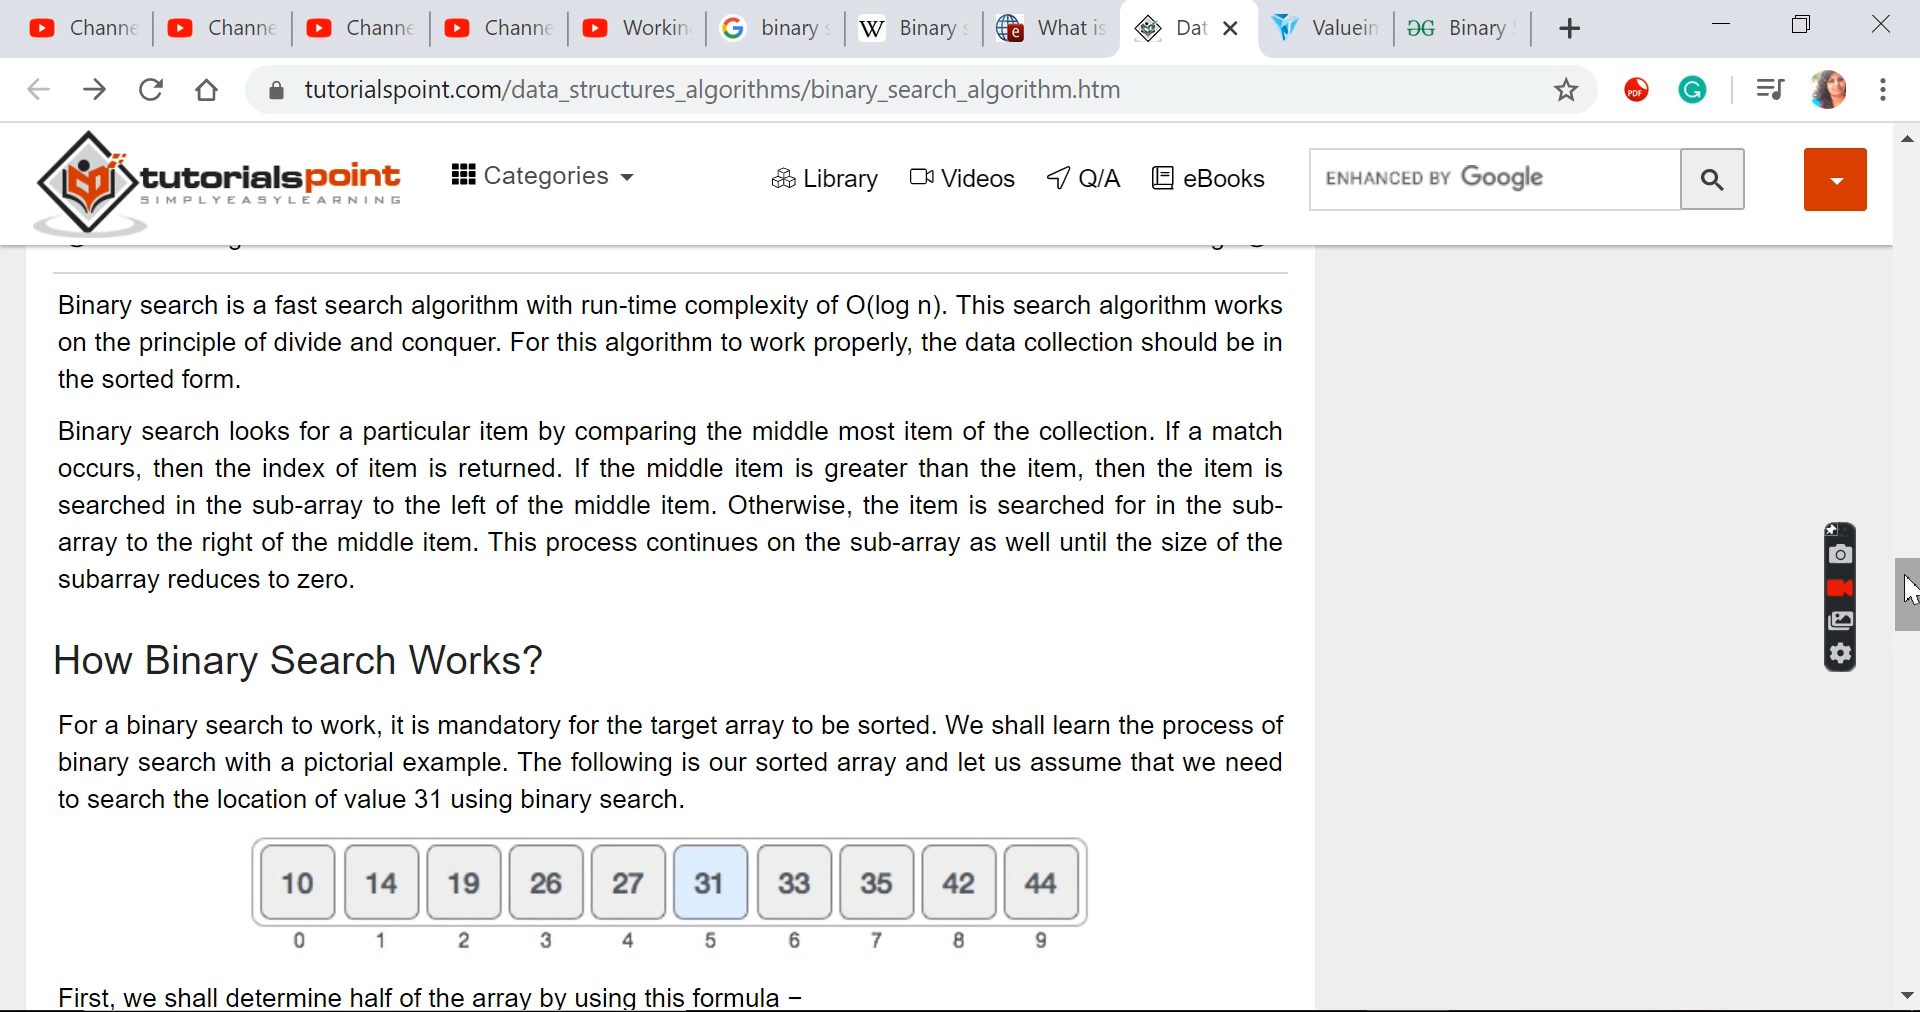 Channe
Channe
Channe
Channe
Workin
binary s
Binary s
What is
Dat
Valuein
Binary S
tutorialspoint.com/data_structures_algorithms/binary_search_algorithm.htm
tutorialspoint
SIMPLYEASYLEARNING
Categories
Library
Videos
Q/A
eBooks
ENHANCED BY Google
Binary search is a fast search algorithm with run-time complexity of O(log n). This search algorithm works
on the principle of divide and conquer. For this algorithm to work properly, the data collection should be in
the sorted form.
Binary search looks for a particular item by comparing the middle most item of the collection. If a match
occurs, then the index of item is returned. If the middle item is greater than the item, then the item is
searched in the sub-array to the left of the middle item. Otherwise, the item is searched for in the sub-
array to the right of the middle item. This process continues on the sub-array as well until the size of the
subarray reduces to zero.
How Binary Search Works?
For a binary search to work, it is mandatory for the target array to be sorted. We shall learn the process of
binary search with a pictorial example. The following is our sorted array and let us assume that we need
to search the location of value 31 using binary search.
10 14 19 26 27 31 33 35 42 44
0 1 2 3 4 5 6 7 8 9
First, we shall determine half of the array by using this formula −